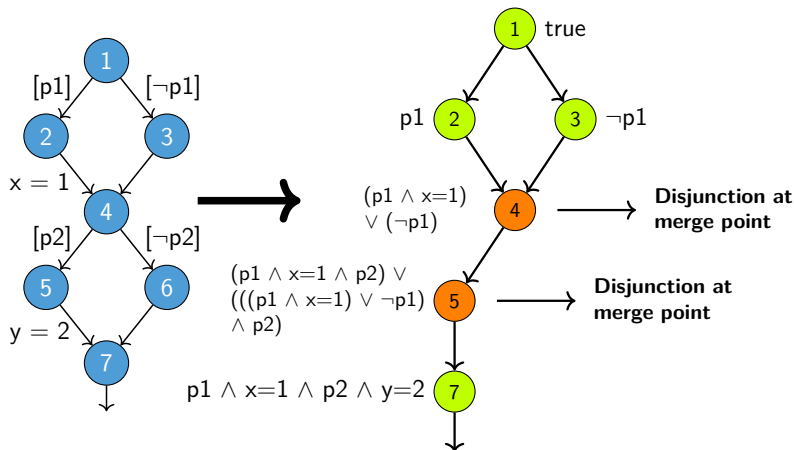 1
[p1]
[¬p1]
2
3
x = 1
4
[p2]
[¬p2]
5
6
y = 2
7
1
true
p1
2
3
¬p1
(p1 ∧ x=1)
∨ (¬p1)
4
Disjunction at
merge point
(p1 ∧ x=1 ∧ p2) ∨
(((p1 ∧ x=1) ∨ ¬p1)
∧ p2)
5
Disjunction at
merge point
p1 ∧ x=1 ∧ p2 ∧ y=2
7